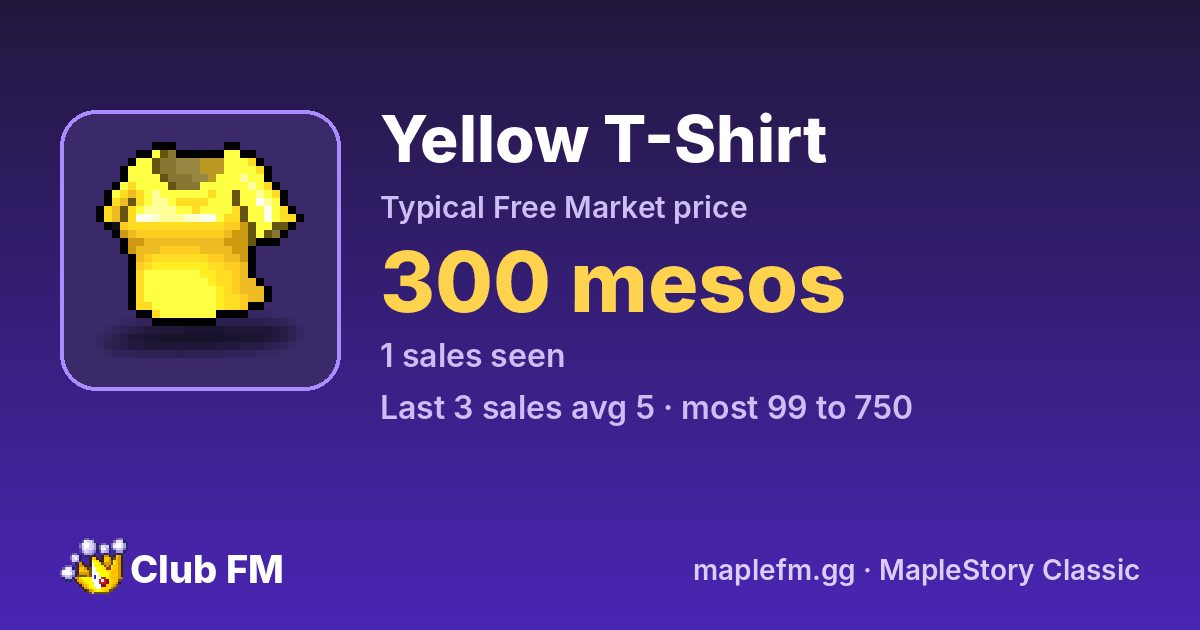 Yellow T-Shirt
Typical Free Market price
300 mesos
1 sales seen
Last 3 sales avg 5 · most 99 to 750
Club FM
maplefm.gg · MapleStory Classic